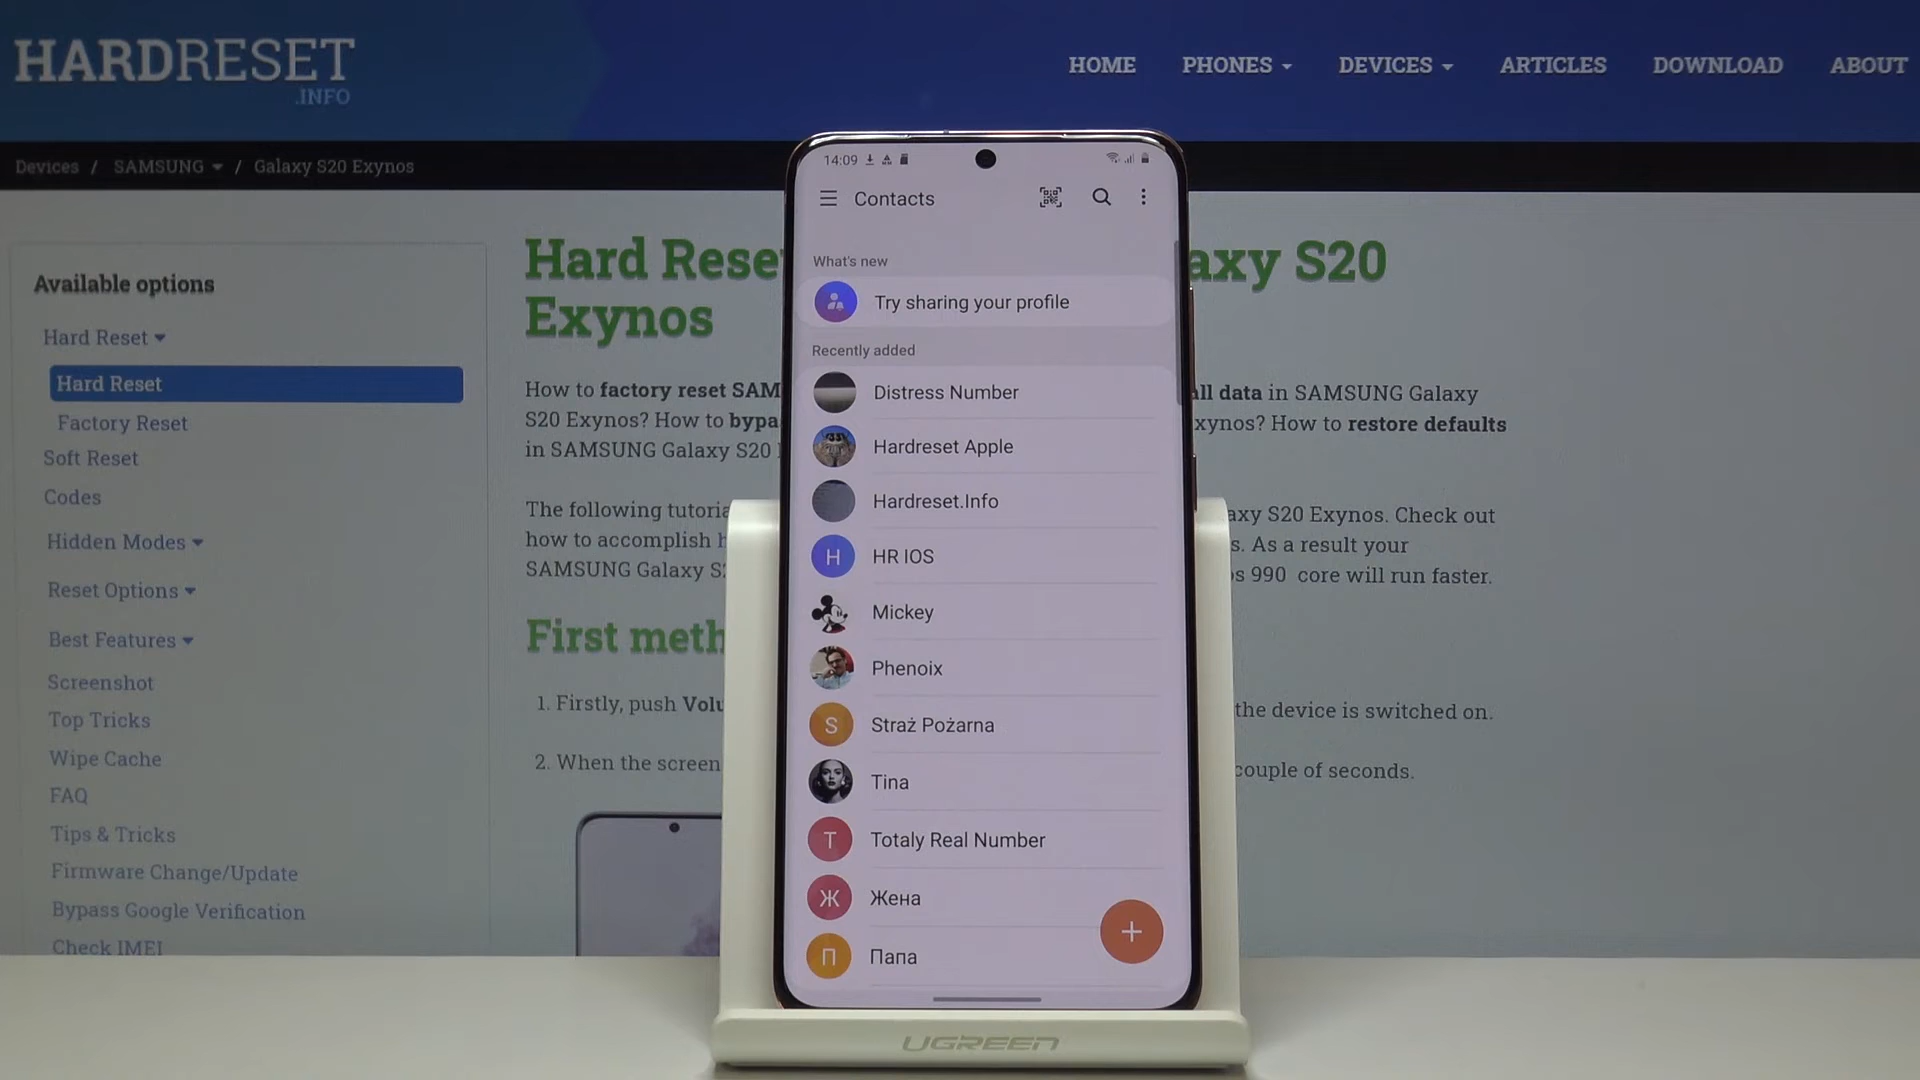 HARDRESET
.INFO
HOME PHONES DEVICES ARTICLES DOWNLOAD ABOUT
Devices / SAMSUNG / Galaxy S20 Exynos
Available options
Hard Reset
Hard Reset
Factory Reset
Soft Reset
Codes
Hidden Modes
Reset Options
Best Features
Screenshot
Top Tricks
Wipe Cache
FAQ
Tips & Tricks
Firmware Change/Update
Bypass Google Verification
Check IMEI
Hard Rese axy S20
Exynos
How to factory reset SAM all data in SAMSUNG Galaxy
S20 Exynos? How to bypa xynos? How to restore defaults
in SAMSUNG Galaxy S20
The following tutoria axy S20 Exynos. Check out
how to accomplish h s. As a result your
SAMSUNG Galaxy S2 os 990 core will run faster.
First meth
1. Firstly, push Volu the device is switched on.
2. When the screen couple of seconds.
14:09
Contacts
What's new
Try sharing your profile
Recently added
Distress Number
Hardreset Apple
Hardreset.Info
H HR IOS
Mickey
Phenoix
S Straż Pożarna
Tina
T Totaly Real Number
Ж Жена
П Папа
+
UGREEN